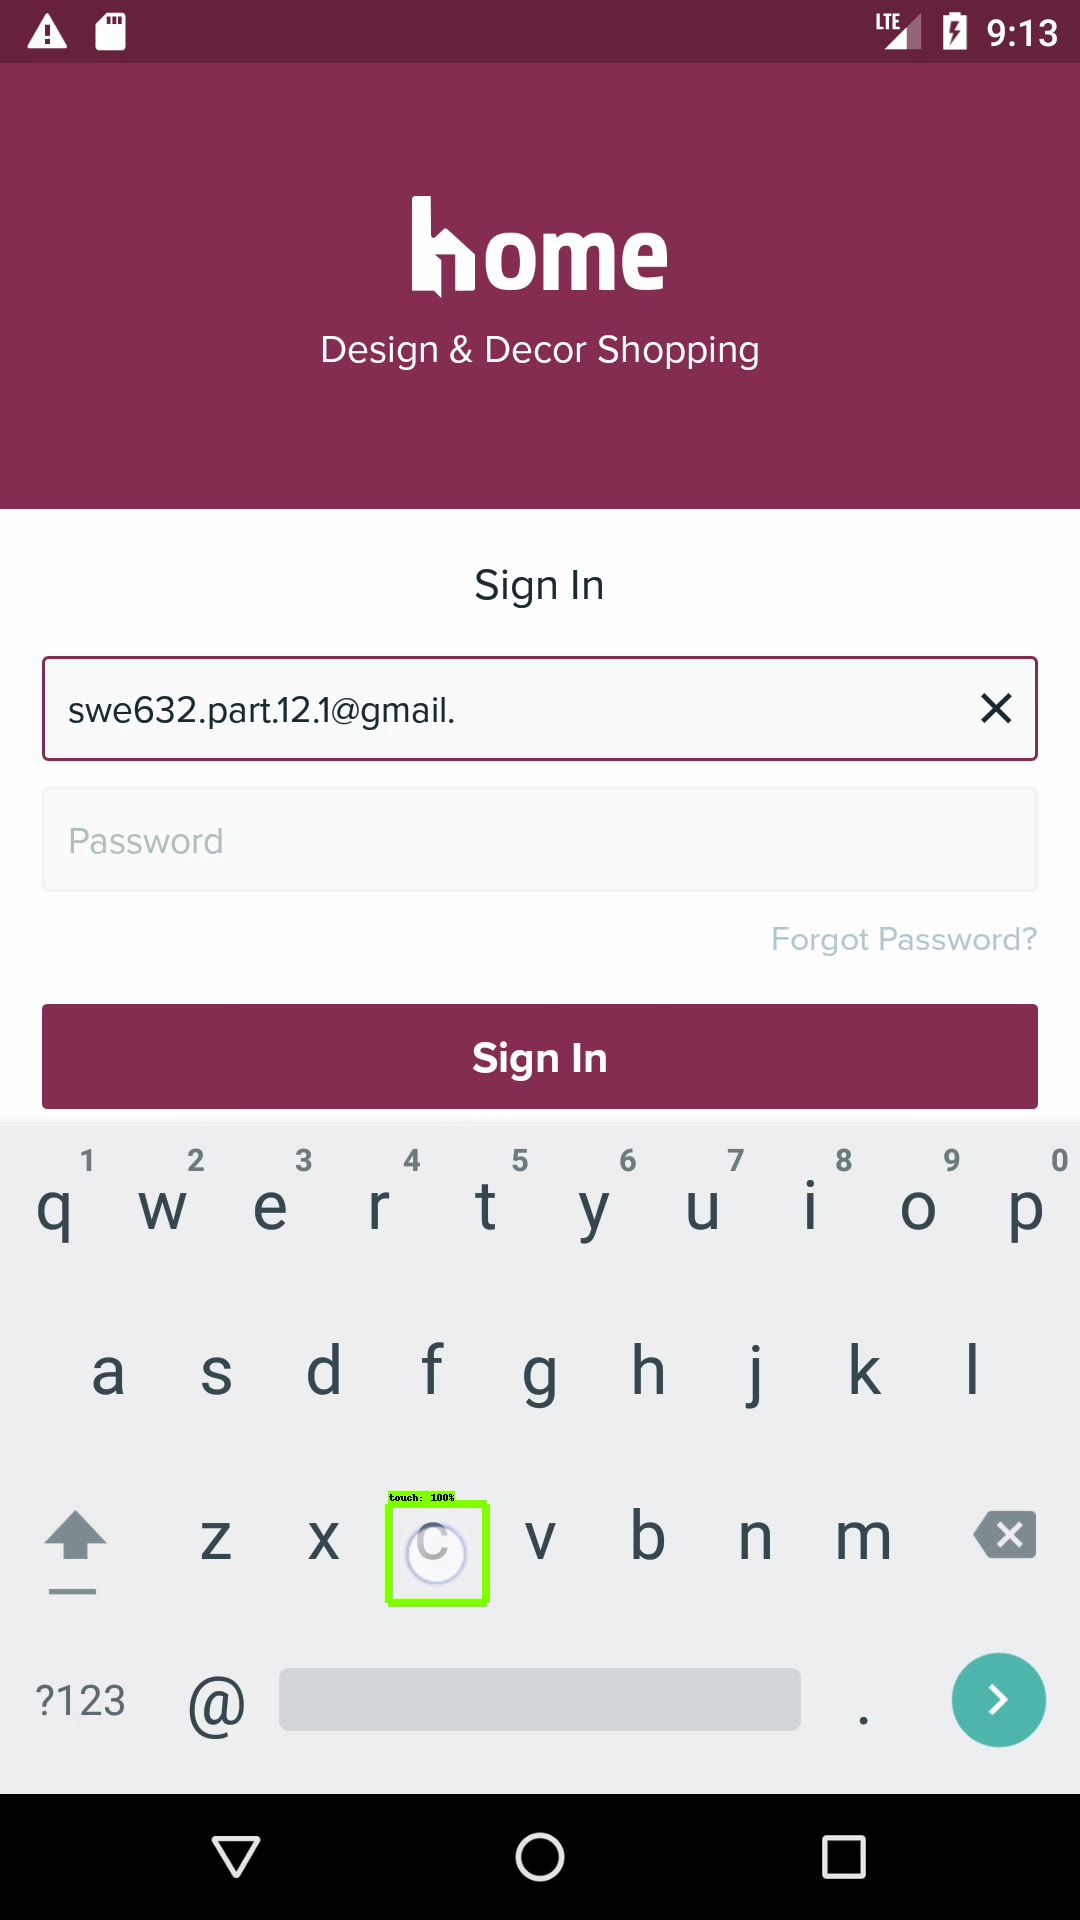 LTE 9:13
home
Design & Decor Shopping
Sign In
swe632.part.12.1@gmail.
Password
Forgot Password?
Sign In
1 2 3 4 5 6 7 8 9 0
q w e r t y u i o p
a s d f g h j k l
touch: 100%
z x c v b n m
?123 @ .